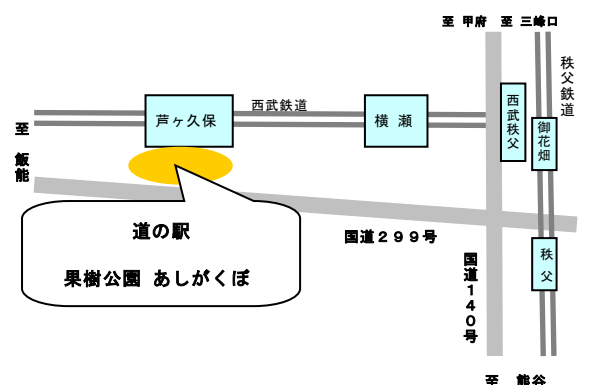 至 甲府 至 三峰口
秩父鉄道
西武鉄道
芦ヶ久保
横 瀬
西武秩父
御花畑
至 飯能
道の駅
果樹公園 あしがくぼ
国道299号
国道140号
秩父
至 熊谷